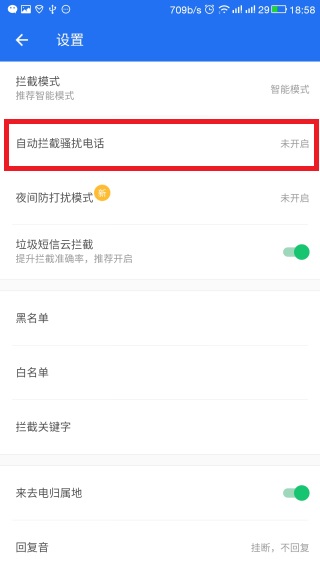 709b/s 29 18:58
设置
拦截模式
推荐智能模式
智能模式
自动拦截骚扰电话
未开启
夜间防打扰模式 新
未开启
垃圾短信云拦截
提升拦截准确率，推荐开启
黑名单
白名单
拦截关键字
来去电归属地
回复音
挂断，不回复